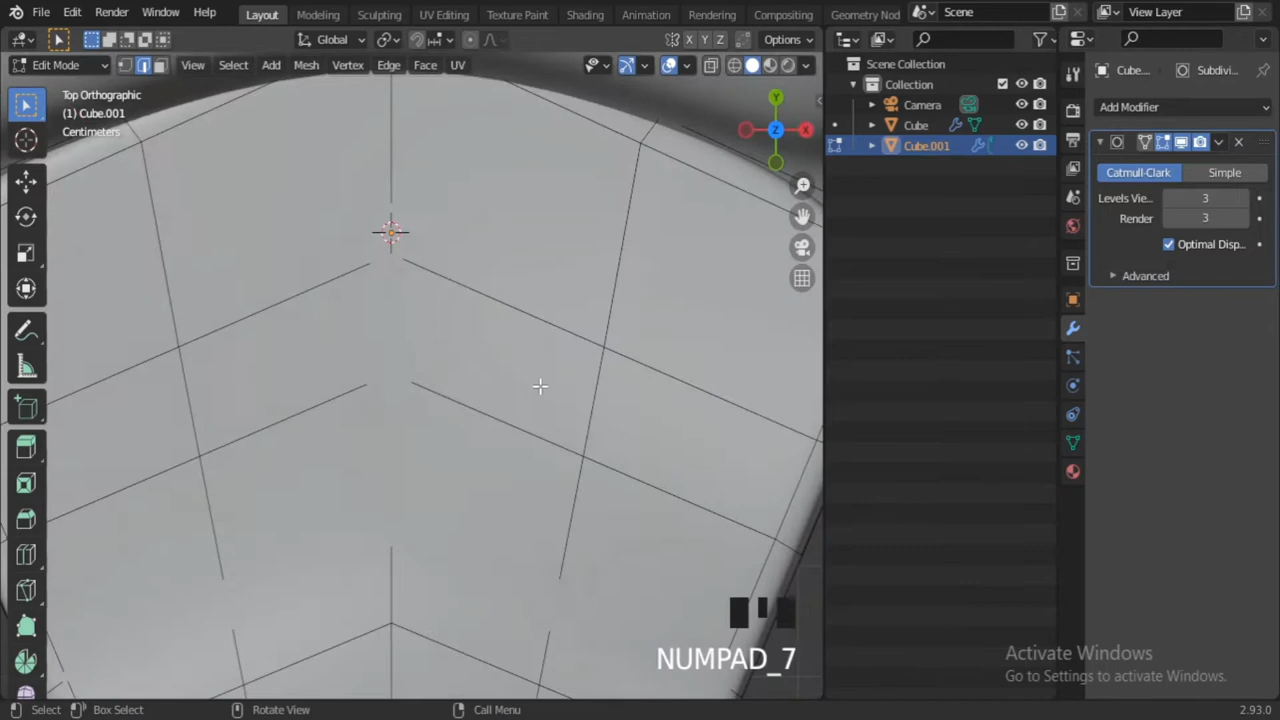 File Edit Render Window Help Layout Modeling Sculpting UV Editing Texture Paint Shading Animation Rendering Compositing Geometry Nod Scene View Layer
Global Options
Edit Mode View Select Add Mesh Vertex Edge Face UV
Top Orthographic
(1) Cube.001
Centimeters
X Y Z
Y
Z
X
Scene Collection
Collection
Camera
Cube
Cube.001
Cube... Subdivi...
Add Modifier
Catmull-Clark Simple
Levels Vie... 3
Render 3
Optimal Disp...
Advanced
NUMPAD_7
Activate Windows
Go to Settings to activate Windows.
Select Box Select Rotate View Call Menu 2.93.0